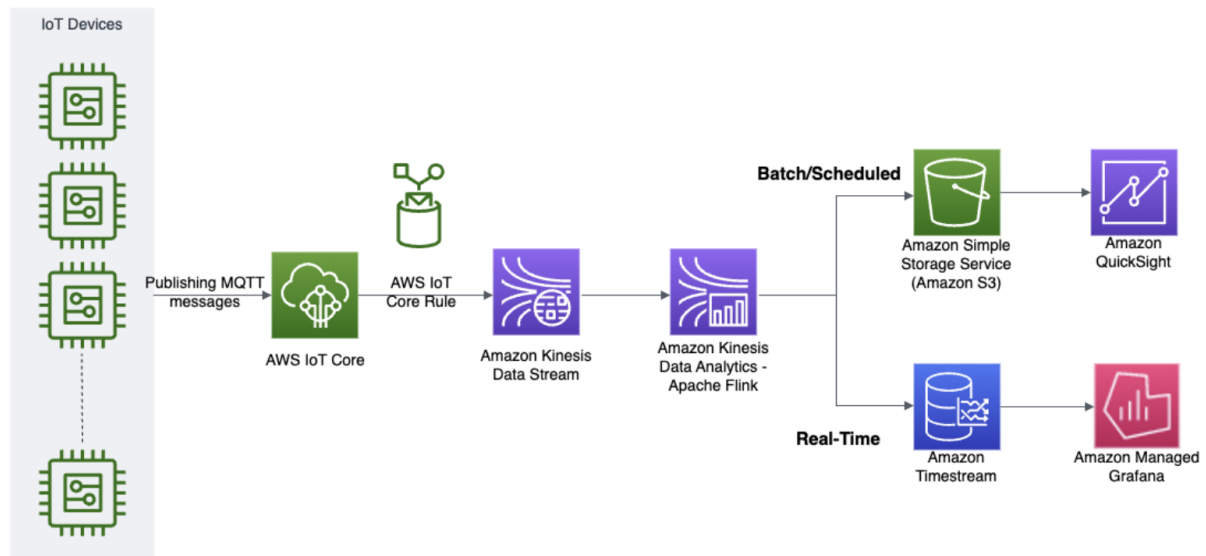 IoT Devices
Publishing MQTT
messages
AWS IoT Core
AWS IoT
Core Rule
Amazon Kinesis
Data Stream
Amazon Kinesis
Data Analytics -
Apache Flink
Batch/Scheduled
Amazon Simple
Storage Service
(Amazon S3)
Amazon
QuickSight
Real-Time
Amazon
Timestream
Amazon Managed
Grafana